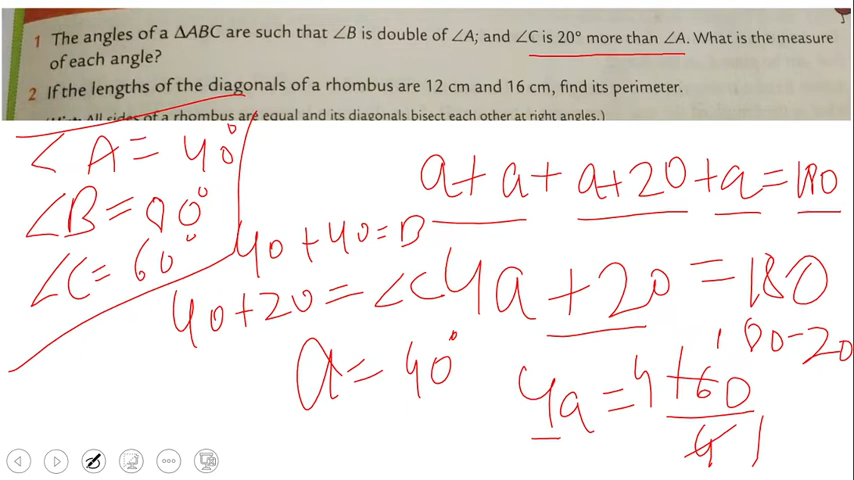 1 The angles of a ΔABC are such that ∠B is double of ∠A; and ∠C is 20° more than ∠A. What is the measure
of each angle?
2 If the lengths of the diagonals of a rhombus are 12 cm and 16 cm, find its perimeter.
All sides of a rhombus are equal and its diagonals bisect each other at right angles.)
∠A = 40°
a + a + a + 20 + a = 180
∠B = 80°
40 + 40 = B
∠C = 60°
4a + 20 = 180
40 + 20 = ∠C
180 - 20
a = 40°
4a = 4 160
4 1